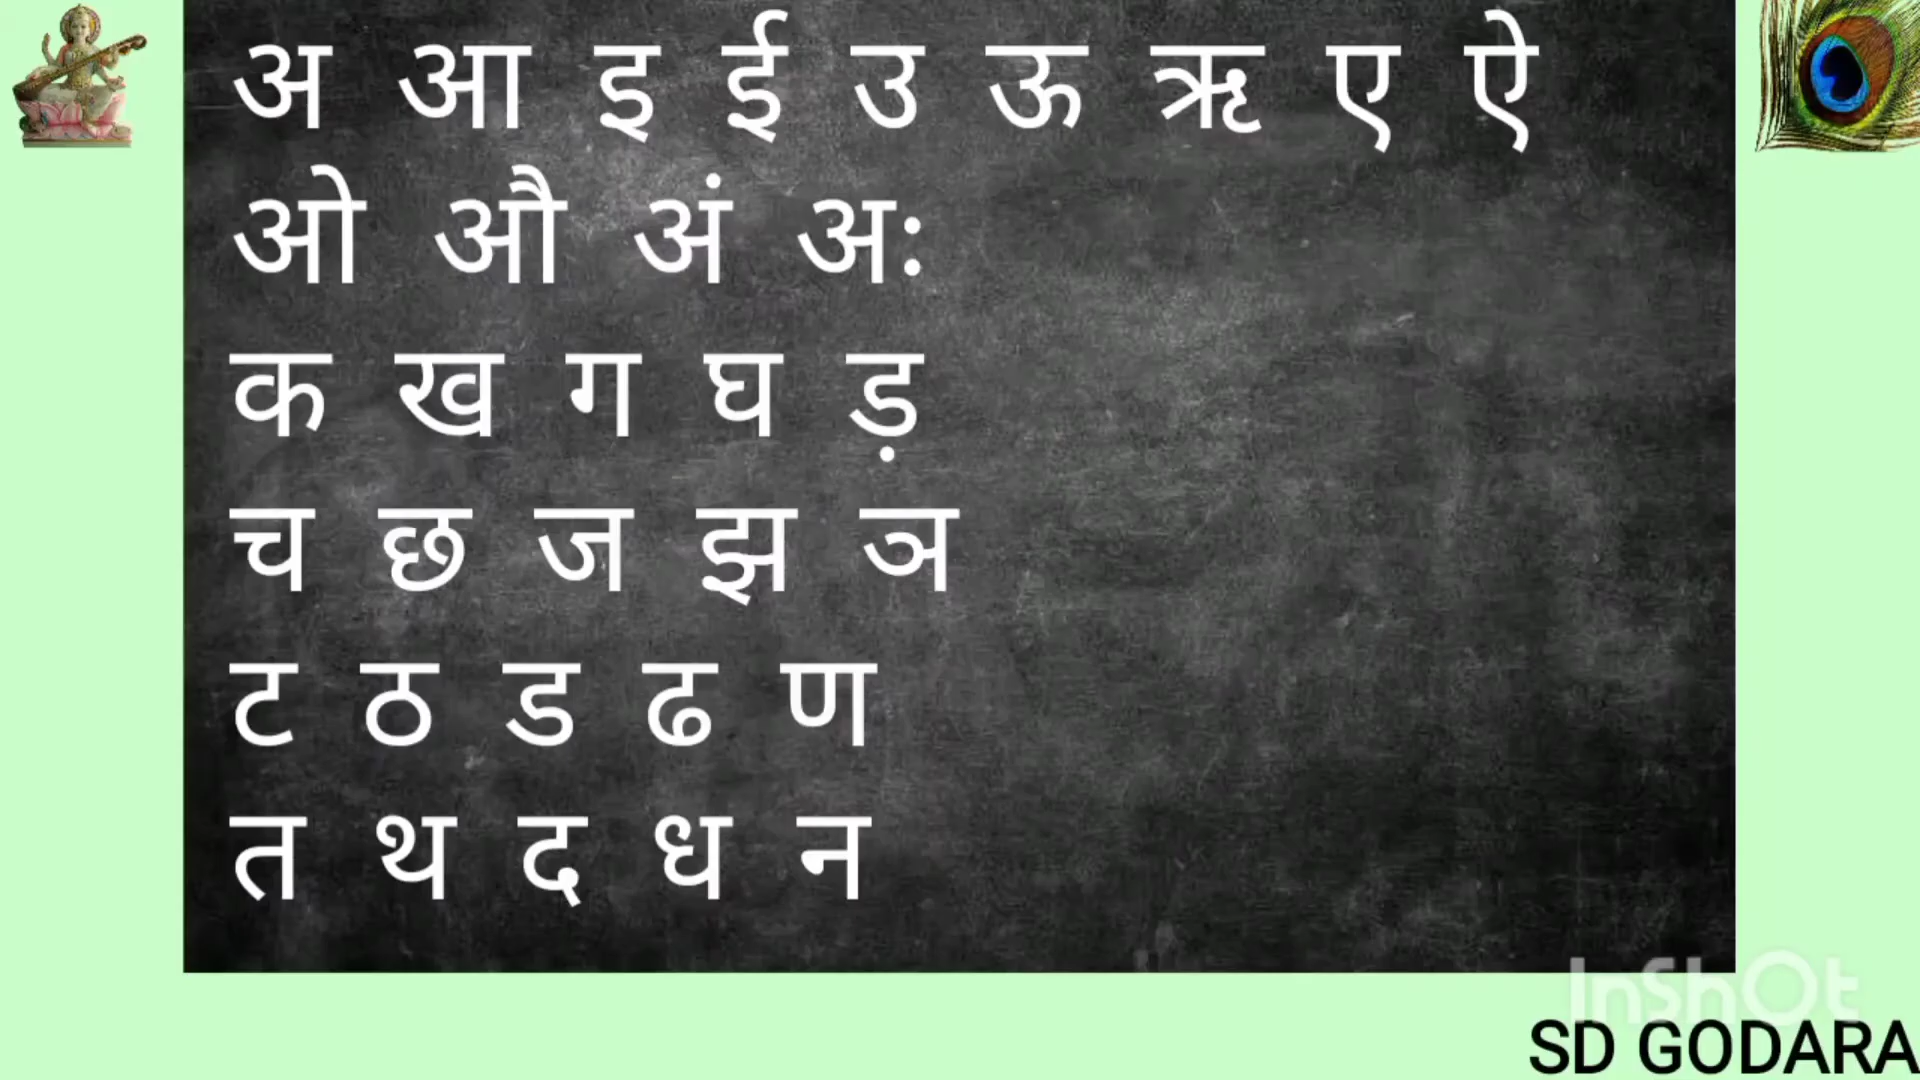 अ आ इ ई उ ऊ ऋ ए ऐ
ओ औ अं अः
क ख ग घ ड़
च छ ज झ ञ
ट ठ ड ढ ण
त थ द ध न
InShOt
SD GODARA